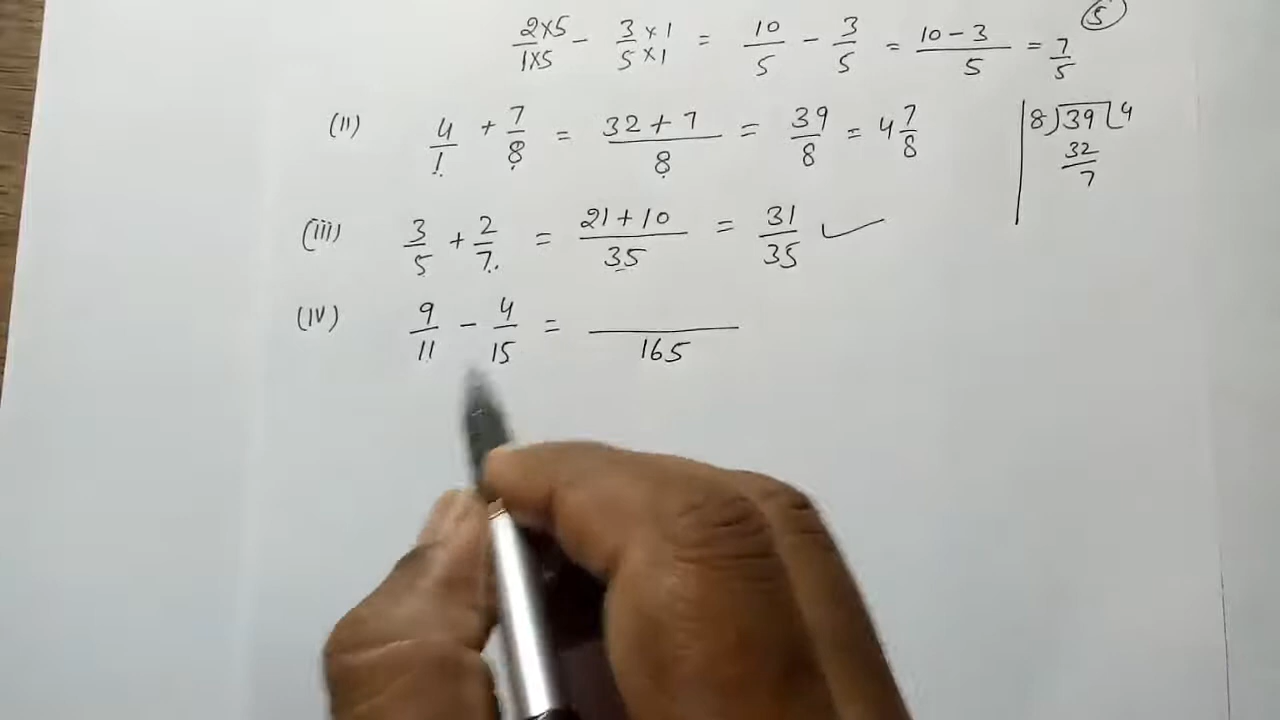 (5)
2×5/1×5 - 3×1/5×1 = 10/5 - 3/5 = 10-3/5 = 7/5
(II) 4/1 + 7/8 = 32+7/8 = 39/8 = 4 7/8
8)39(4
32
7
(III) 3/5 + 2/7 = 21+10/35 = 31/35 ✓
(IV) 9/11 - 4/15 = /165